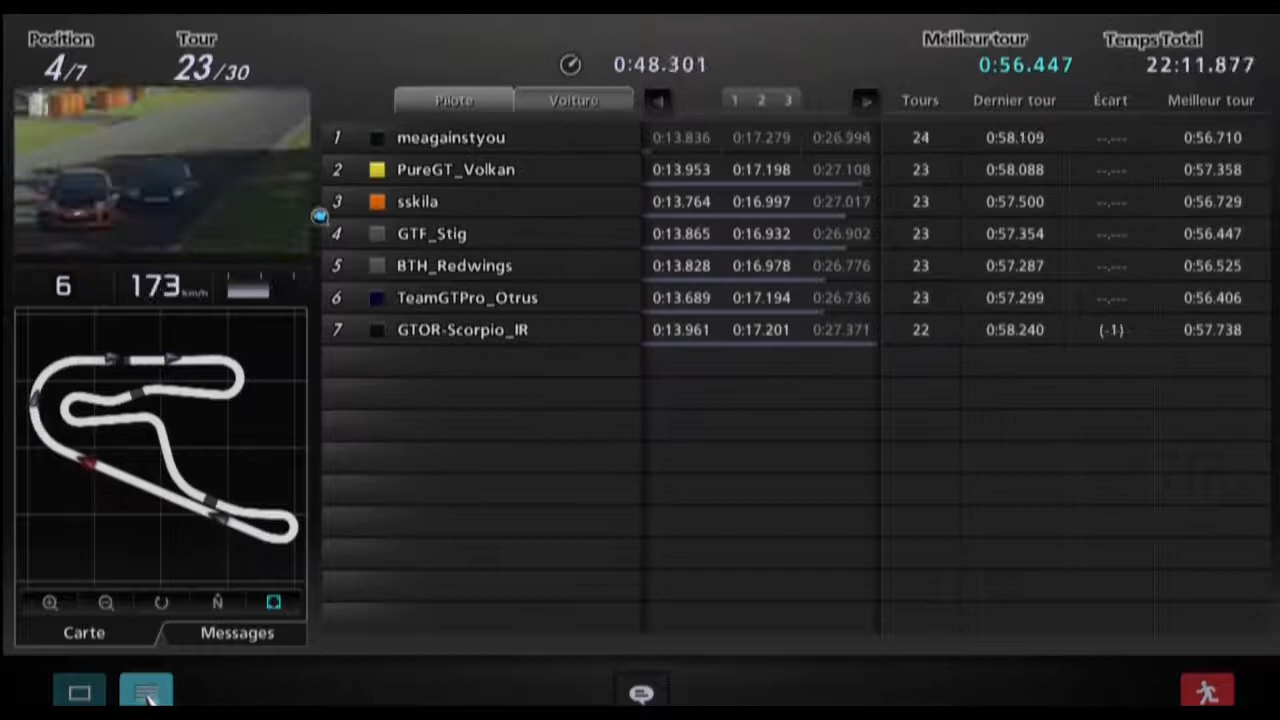 Position Tour Meilleur tour Temps Total
4/7 23/30 0:48.301 0:56.447 22:11.877
Pilote Voiture 1 2 3 Tours Dernier tour Écart Meilleur tour
1 meagainstyou 0:13.836 0:17.279 0:26.994 24 0:58.109 --.--- 0:56.710
2 PureGT_Volkan 0:13.953 0:17.198 0:27.108 23 0:58.088 --.--- 0:57.358
3 sskila 0:13.764 0:16.997 0:27.017 23 0:57.500 --.--- 0:56.729
4 GTF_Stig 0:13.865 0:16.932 0:26.902 23 0:57.354 --.--- 0:56.447
5 BTH_Redwings 0:13.828 0:16.978 0:26.776 23 0:57.287 --.--- 0:56.525
6 TeamGTPro_Otrus 0:13.689 0:17.194 0:26.736 23 0:57.299 --.--- 0:56.406
7 GTOR-Scorpio_IR 0:13.961 0:17.201 0:27.371 22 0:58.240 (-1) 0:57.738
6 173km/h
N
Carte Messages